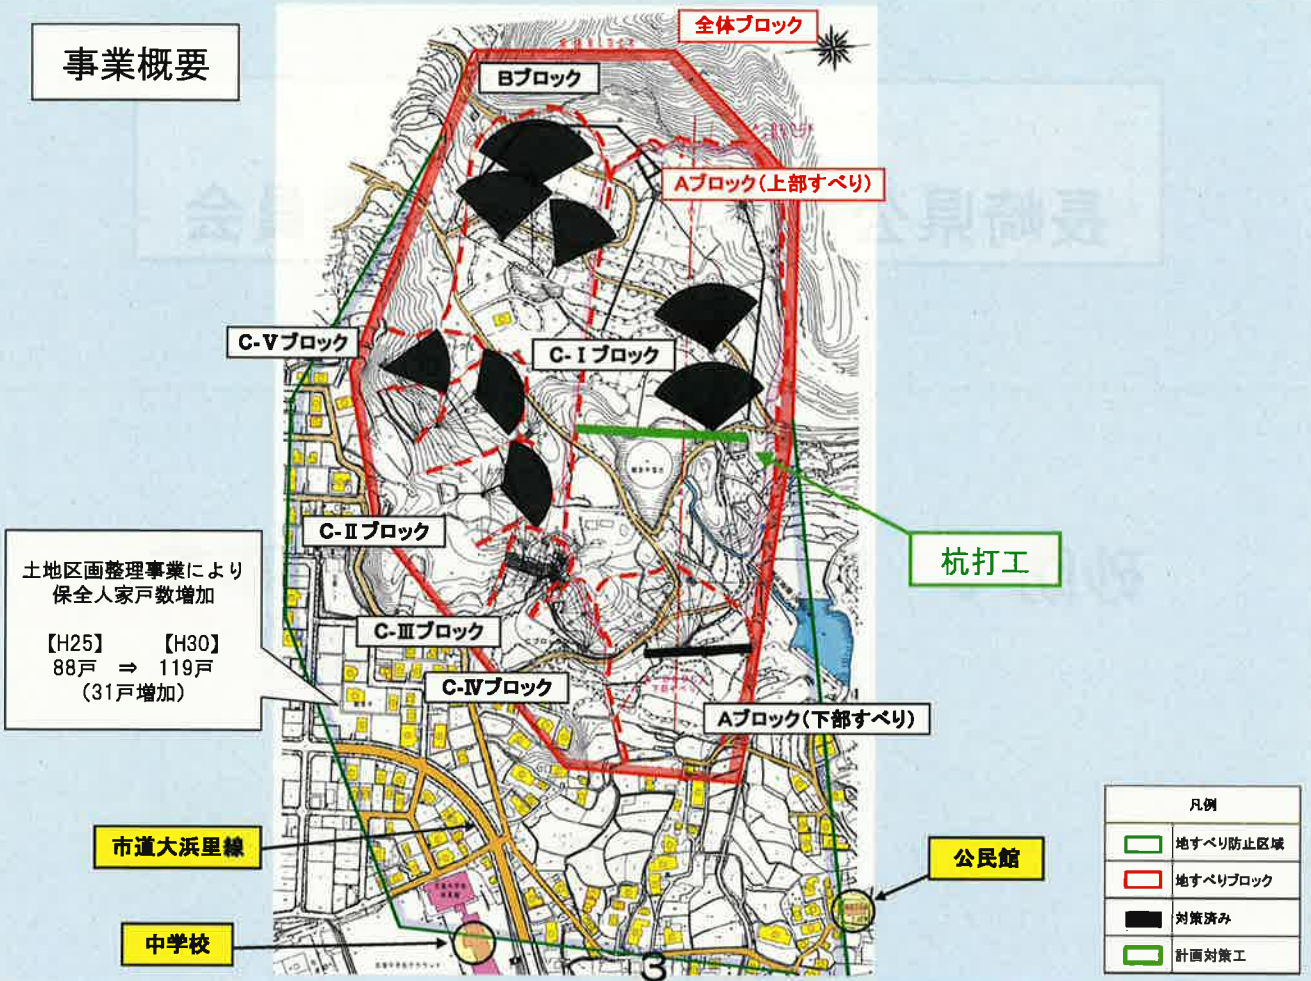 事業概要
全体ブロック
Bブロック
Aブロック(上部すべり)
C-Ⅴブロック
C-Ⅰブロック
C-Ⅱブロック
杭打工
土地区画整理事業により
保全人家戸数増加
【H25】 【H30】
88戸 ⇒ 119戸
(31戸増加)
C-Ⅲブロック
C-Ⅳブロック
Aブロック(下部すべり)
市道大浜里線
公民館
中学校
3
凡例
地すべり防止区域
地すべりブロック
対策済み
計画対策工